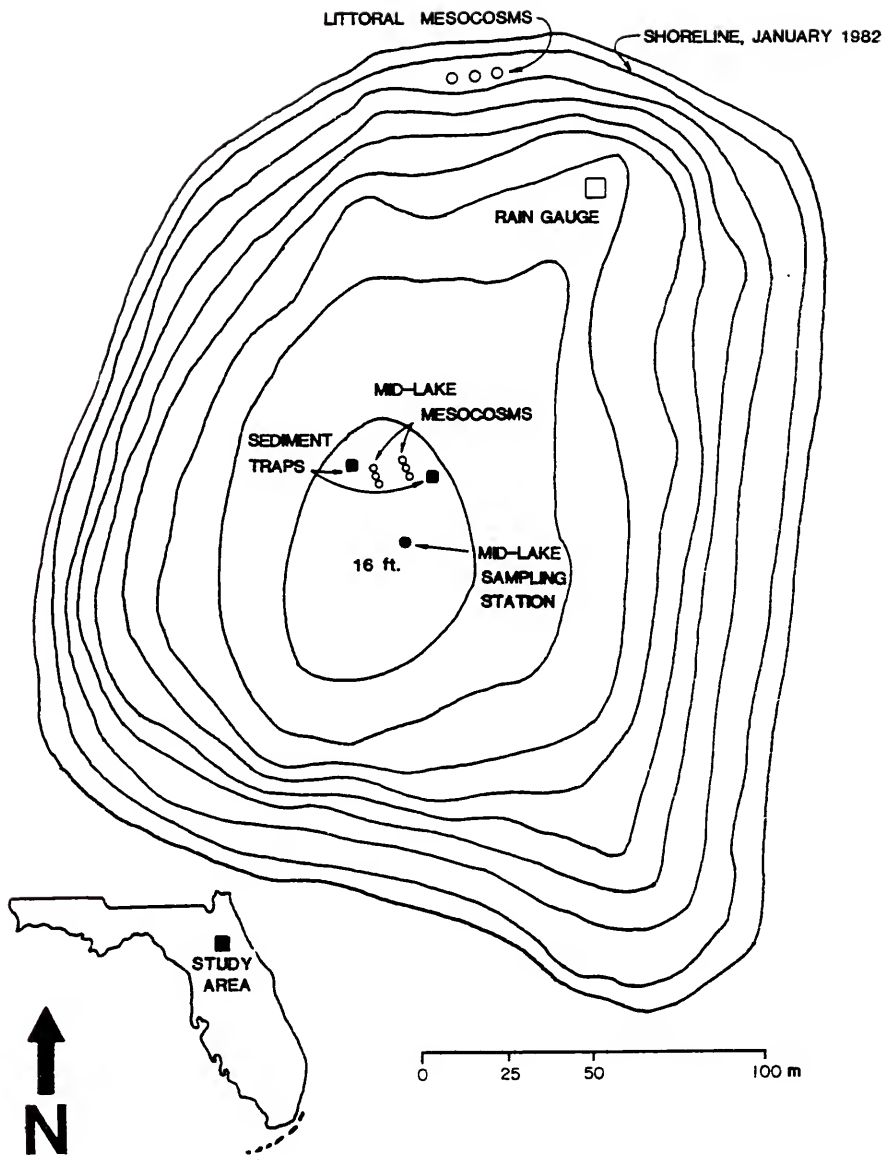 LITTORAL MESOCOSMS
SHORELINE, JANUARY 1982
RAIN GAUGE
MID-LAKE
MESOCOSMS
SEDIMENT
TRAPS
16 ft.
MID-LAKE
SAMPLING
STATION
STUDY
AREA
N
0 25 50 100 m